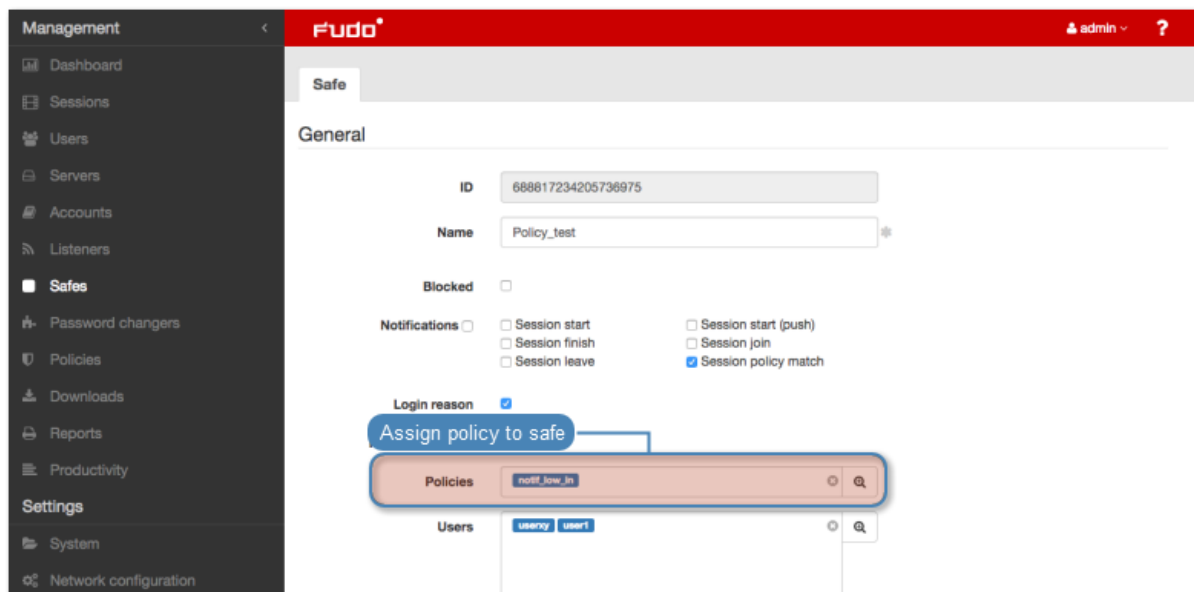 Management
FUDO
admin
?
Dashboard
Sessions
Users
Servers
Accounts
Listeners
Safes
Password changers
Policies
Downloads
Reports
Productivity
Settings
System
Network configuration
Safe
General
ID 688817234205736975
Name Policy_test
Blocked
Notifications
Session start Session start (push)
Session finish Session join
Session leave Session policy match
Login reason
Assign policy to safe
Policies notif_low_in
Users userxy user1